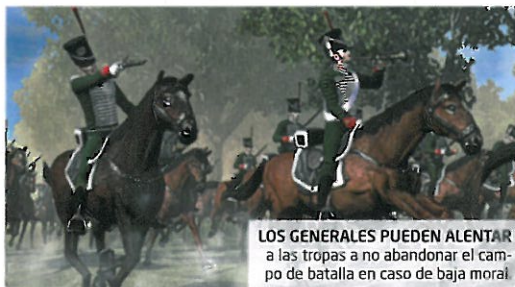 LOS GENERALES PUEDEN ALENTAR
a las tropas a no abandonar el cam-
po de batalla en caso de baja moral.